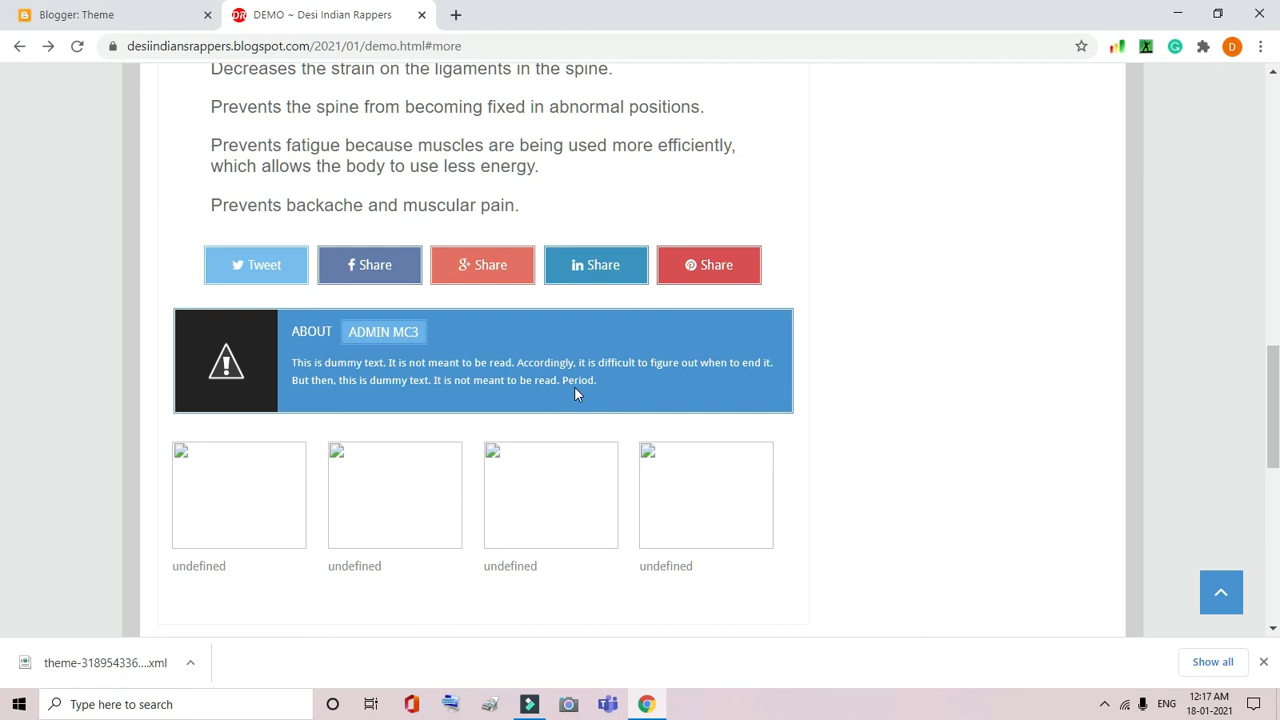 Blogger: Theme
DiR
DEMO ~ Desi Indian Rappers
desiindiansrappers.blogspot.com/2021/01/demo.html#more
D
Decreases the strain on the ligaments in the spine.
Prevents the spine from becoming fixed in abnormal positions.
Prevents fatigue because muscles are being used more efficiently,
which allows the body to use less energy.
Prevents backache and muscular pain.
Tweet
Share
Share
Share
Share
ABOUT ADMIN MC3
This is dummy text. It is not meant to be read. Accordingly, it is difficult to figure out when to end it.
But then, this is dummy text. It is not meant to be read. Period.
undefined
undefined
undefined
undefined
theme-318954336....xml
Show all
Type here to search
ENG
12:17 AM
18-01-2021